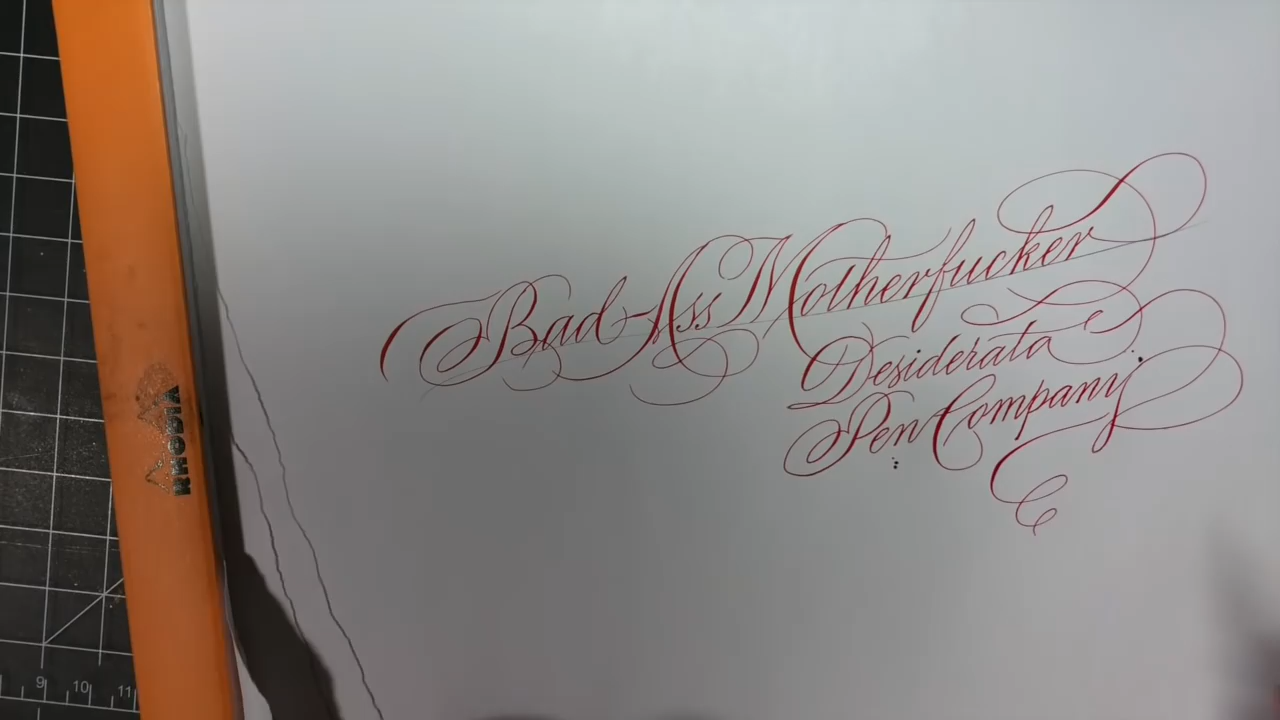 Bad-Ass Motherfucker
Desiderata
Pen Company
RHODIA
9 10 11